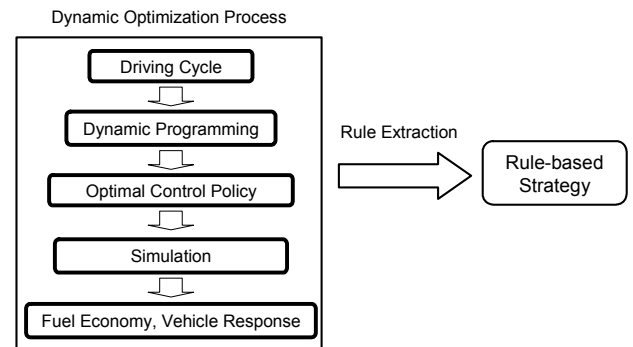 Dynamic Optimization Process
Driving Cycle
Dynamic Programming
Optimal Control Policy
Simulation
Fuel Economy, Vehicle Response
Rule Extraction
Rule-based
Strategy